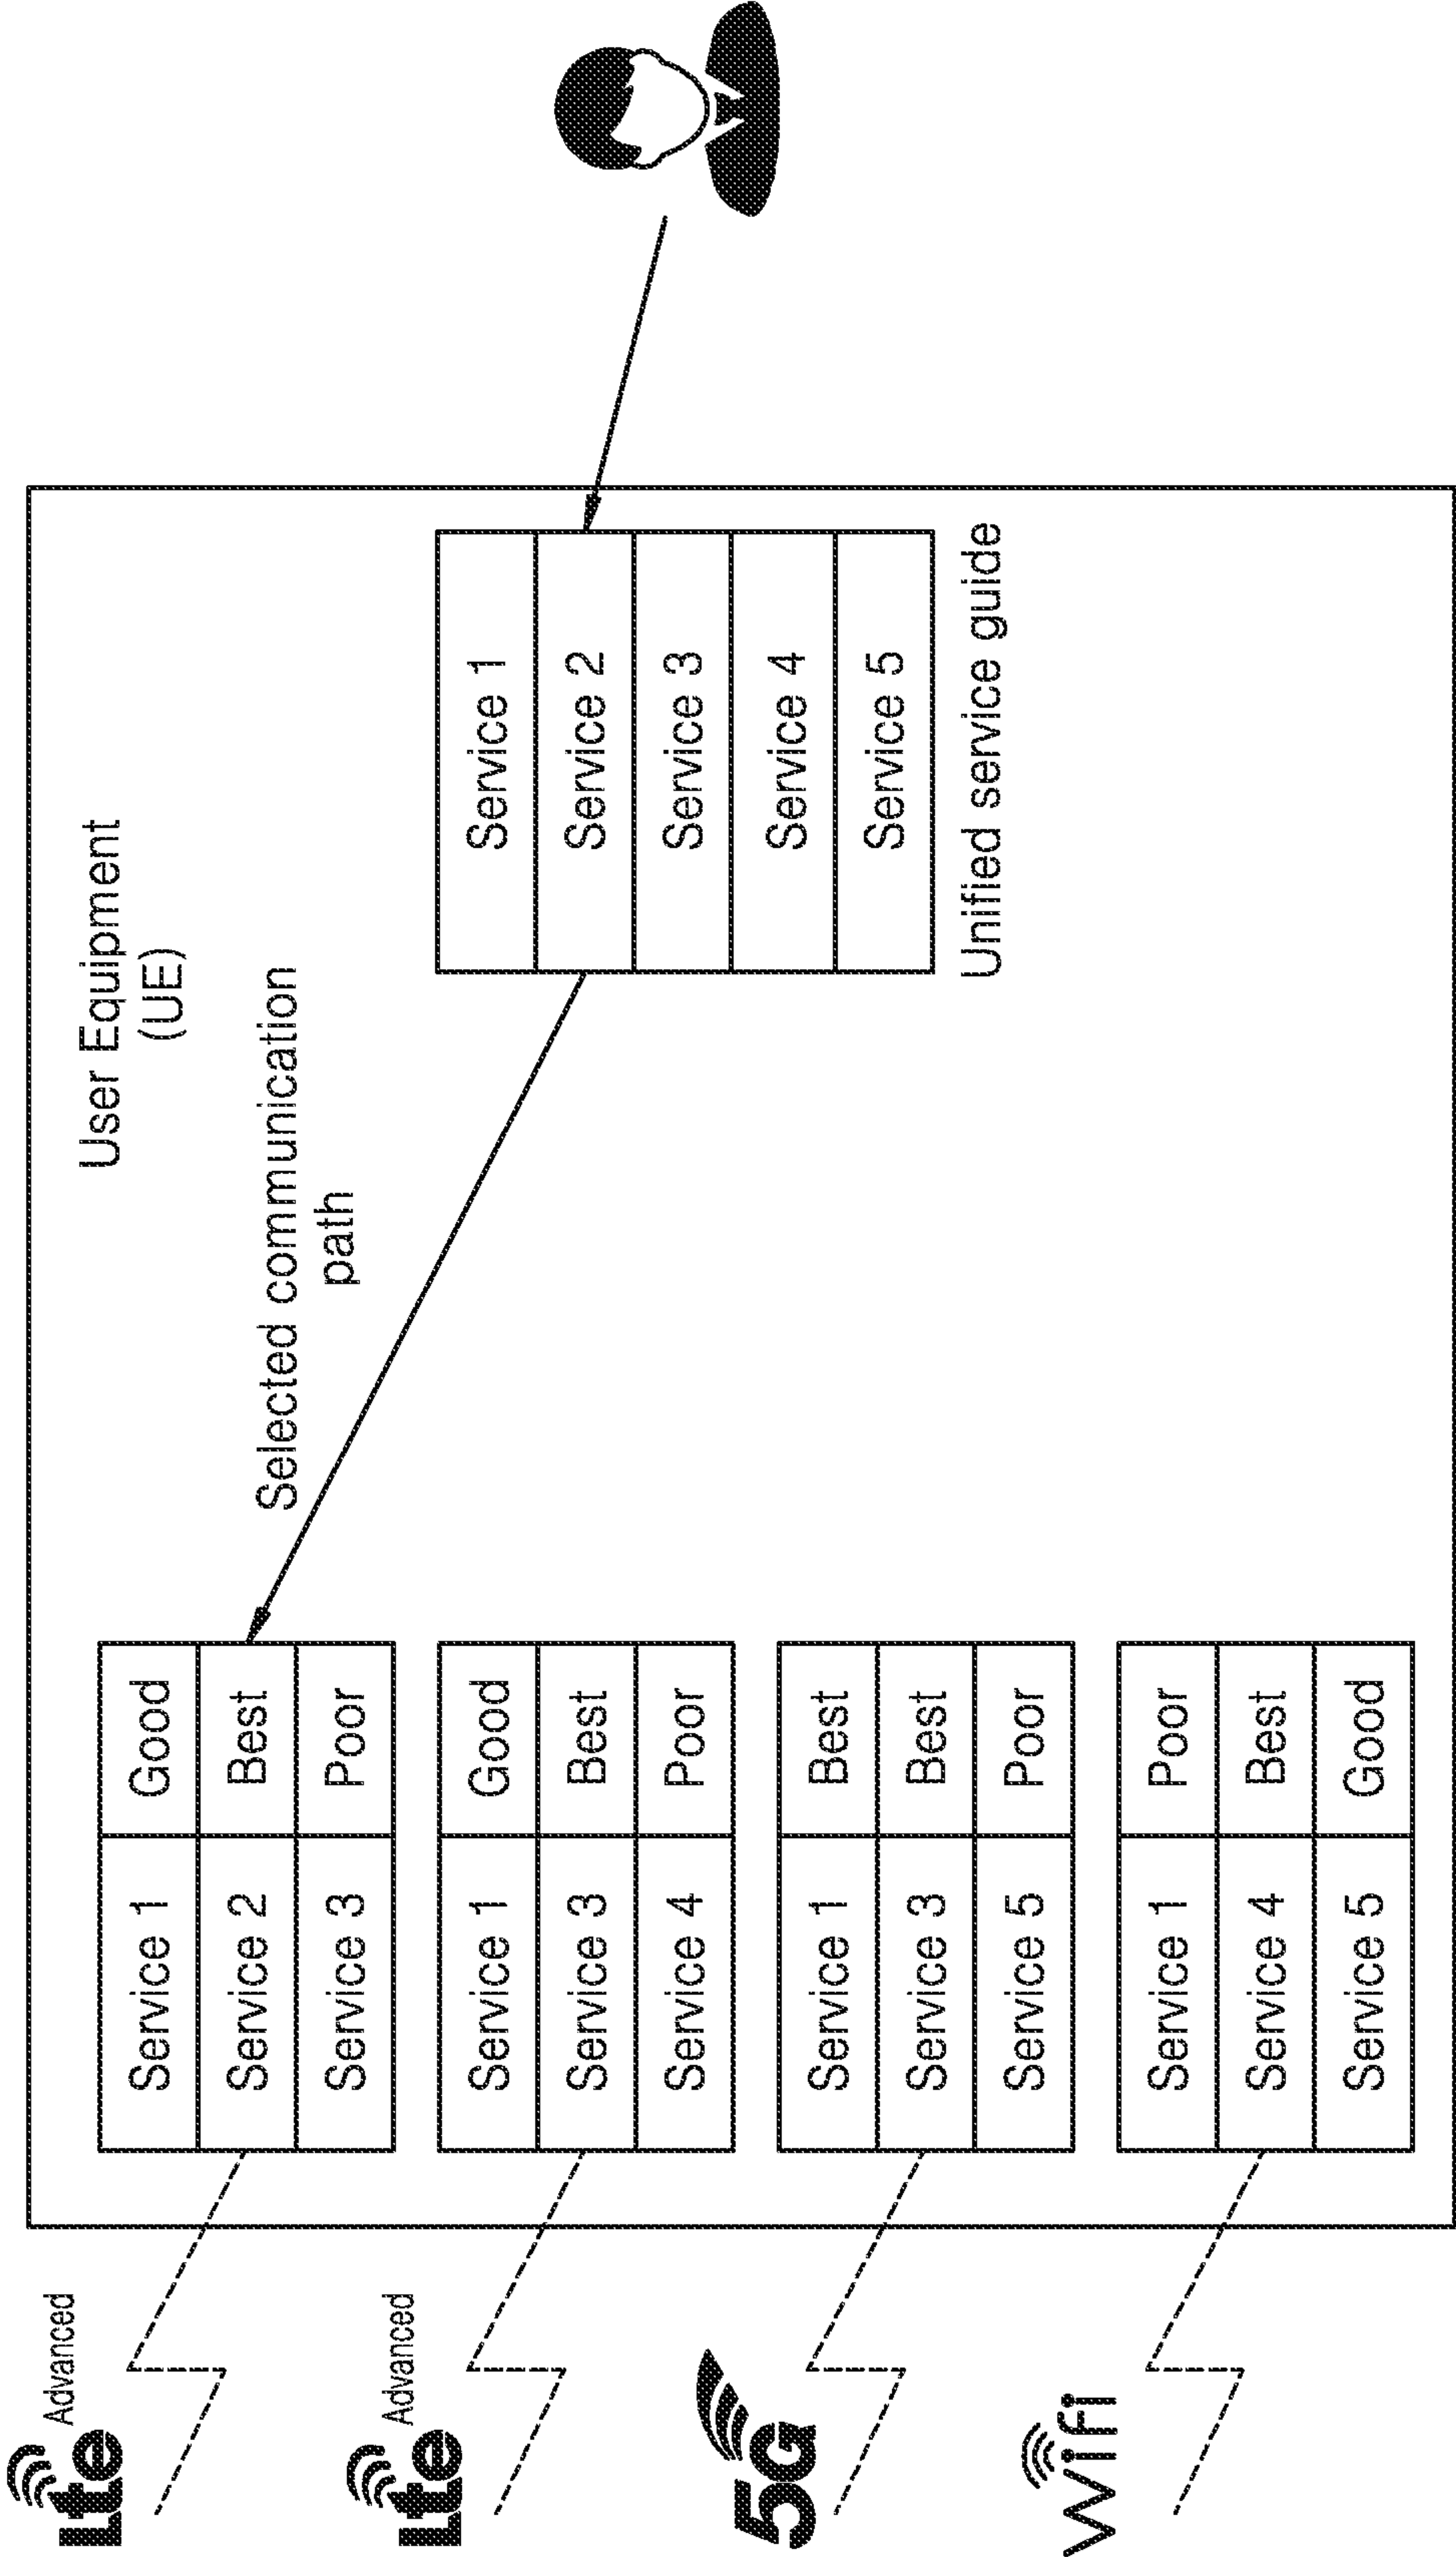 LTE Advanced
Service 1 Good
Service 2 Best
Service 3 Poor
LTE Advanced
Service 1 Good
Service 3 Best
Service 4 Poor
5G
Service 1 Best
Service 3 Best
Service 5 Poor
wifi
Service 1 Poor
Service 4 Best
Service 5 Good
Selected communication
path
User Equipment
(UE)
Service 1
Service 2
Service 3
Service 4
Service 5
Unified service guide